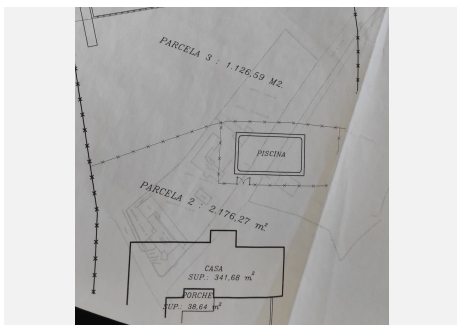 PARCELA 3 : 1.126,59 M2.
PISCINA
PARCELA 2 : 2.176,27 m².
CASA
SUP.: 341,68 m²
PORCHE
SUP.: 38,64 m²